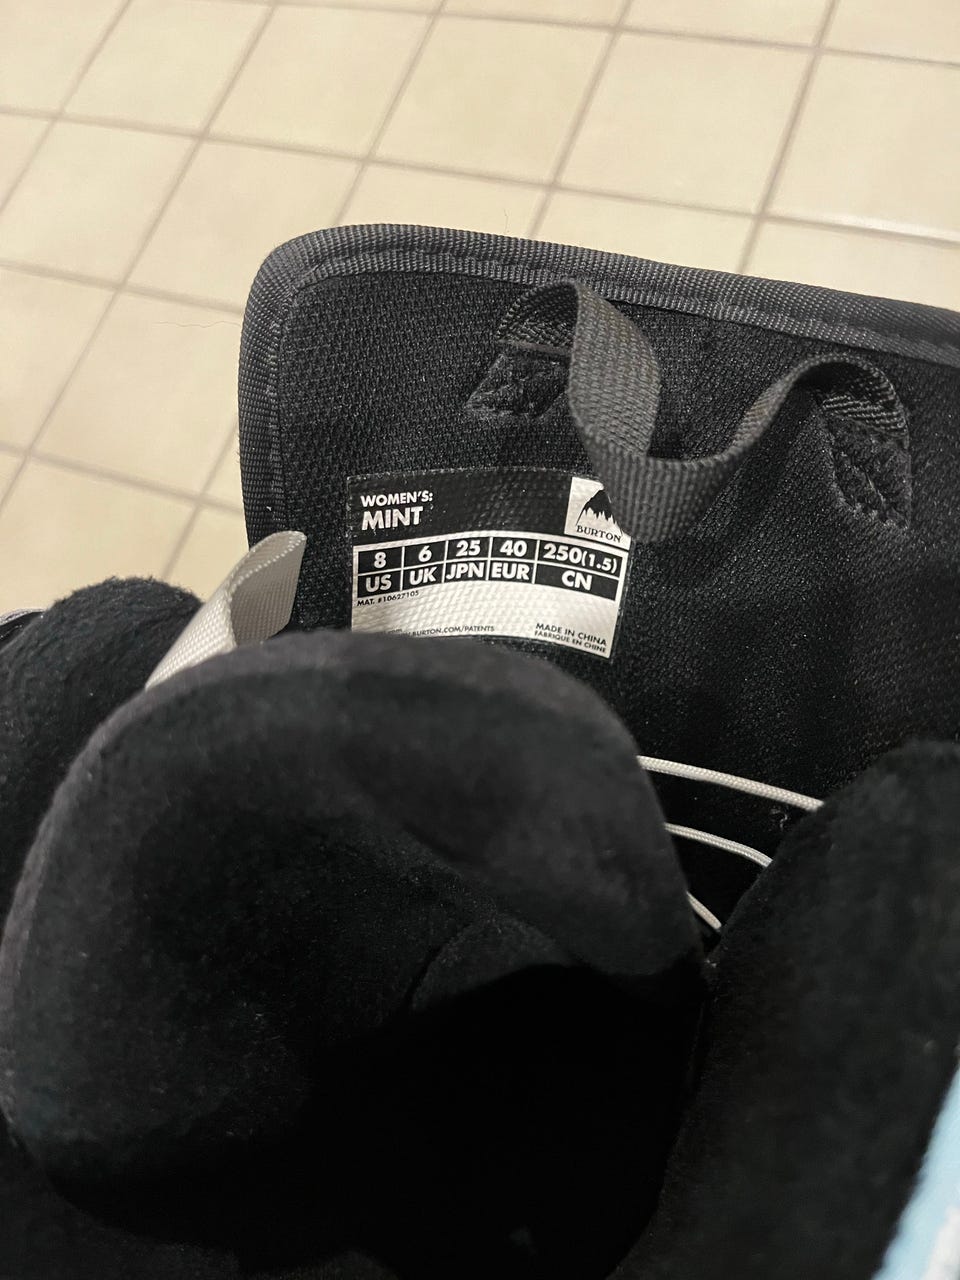 WOMEN'S:
MINT
BURTON
8 6 25 40 250(1.5)
US UK JPN EUR CN
MAT. #10627105
BURTON.COM/PATENTS
MADE IN CHINA
FABRIQUÉ EN CHINE